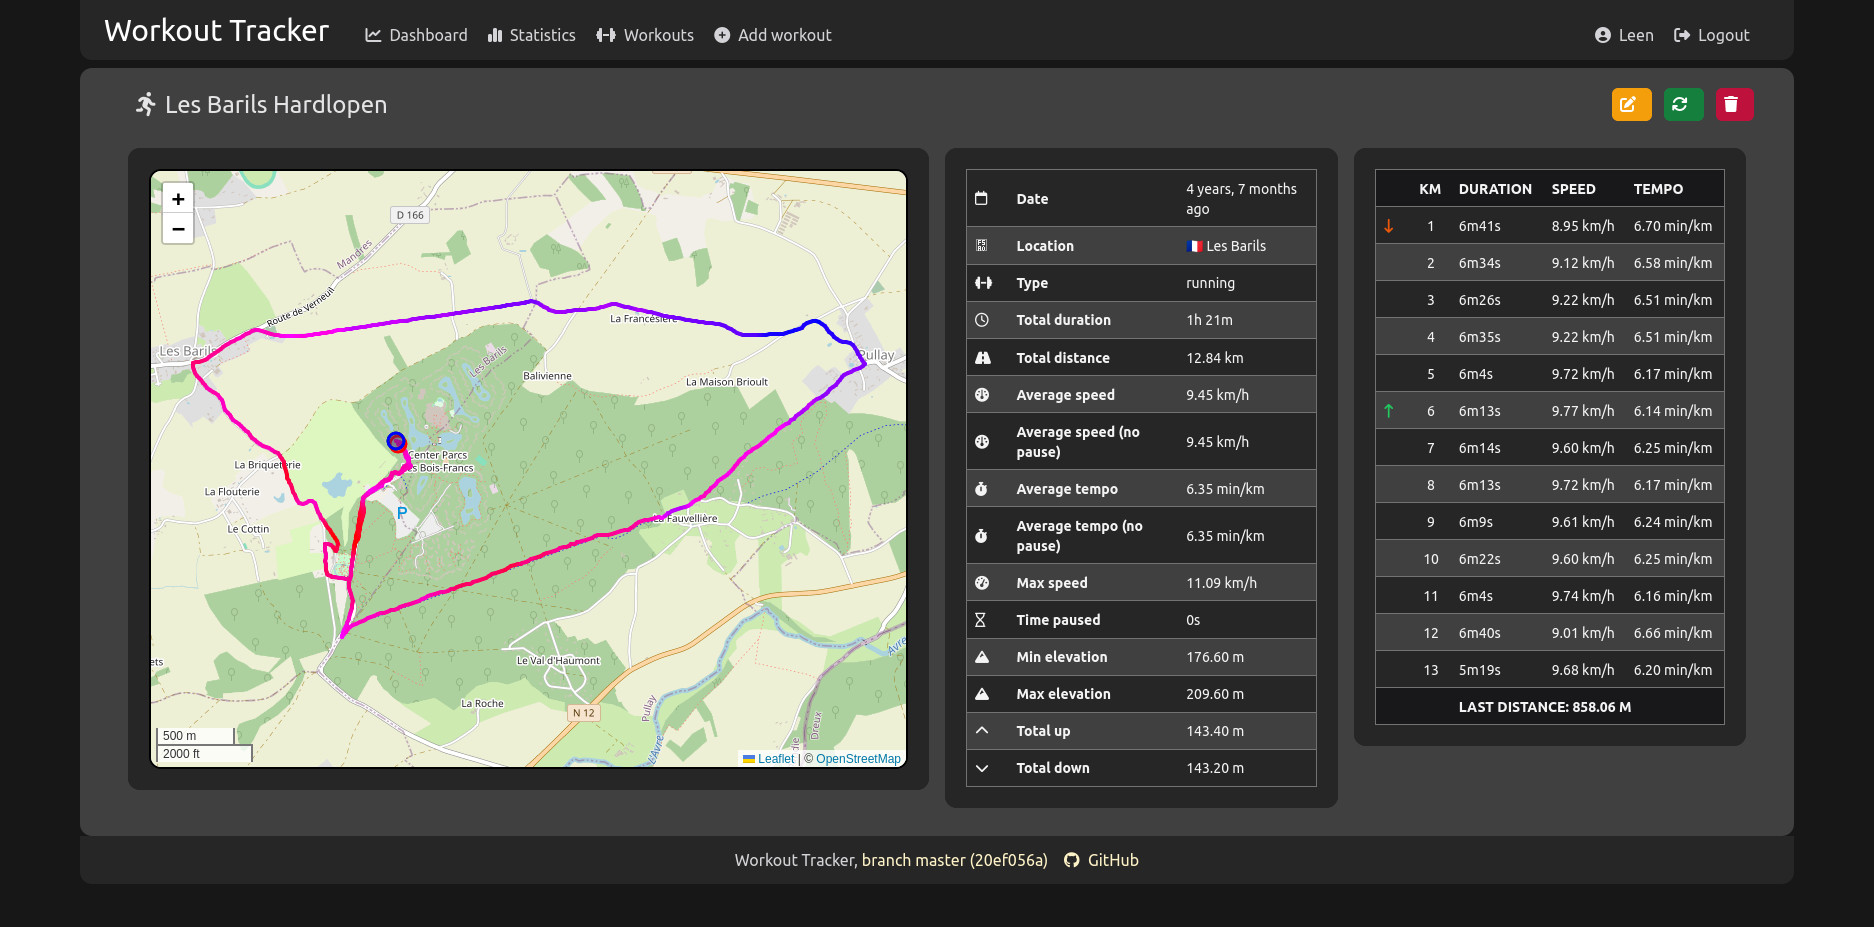 Workout Tracker
Dashboard
Statistics
Workouts
Add workout
Leen
Logout
Les Barils Hardlopen
+
−
D 166
Mandres
Route de Verneuil
La Francésière
Les Barils
Les Barils
Pullay
Balivienne
La Maison Brioult
La Briqueterie
Center Parcs
Les Bois-Francs
La Flouterie
P
Le Cottin
La Fauvellière
Le Val d'Haumont
ets
Avre
La Roche
N 12
Pullay
Dreux
die
L'Avre
500 m
2000 ft
Leaflet | © OpenStreetMap
Date 4 years, 7 months
ago
Location 🇫🇷 Les Barils
Type running
Total duration 1h 21m
Total distance 12.84 km
Average speed 9.45 km/h
Average speed (no
pause) 9.45 km/h
Average tempo 6.35 min/km
Average tempo (no
pause) 6.35 min/km
Max speed 11.09 km/h
Time paused 0s
Min elevation 176.60 m
Max elevation 209.60 m
Total up 143.40 m
Total down 143.20 m
KM DURATION SPEED TEMPO
↓ 1 6m41s 8.95 km/h 6.70 min/km
2 6m34s 9.12 km/h 6.58 min/km
3 6m26s 9.22 km/h 6.51 min/km
4 6m35s 9.22 km/h 6.51 min/km
5 6m4s 9.72 km/h 6.17 min/km
↑ 6 6m13s 9.77 km/h 6.14 min/km
7 6m14s 9.60 km/h 6.25 min/km
8 6m13s 9.72 km/h 6.17 min/km
9 6m9s 9.61 km/h 6.24 min/km
10 6m22s 9.60 km/h 6.25 min/km
11 6m4s 9.74 km/h 6.16 min/km
12 6m40s 9.01 km/h 6.66 min/km
13 5m19s 9.68 km/h 6.20 min/km
LAST DISTANCE: 858.06 M
Workout Tracker, branch master (20ef056a) GitHub